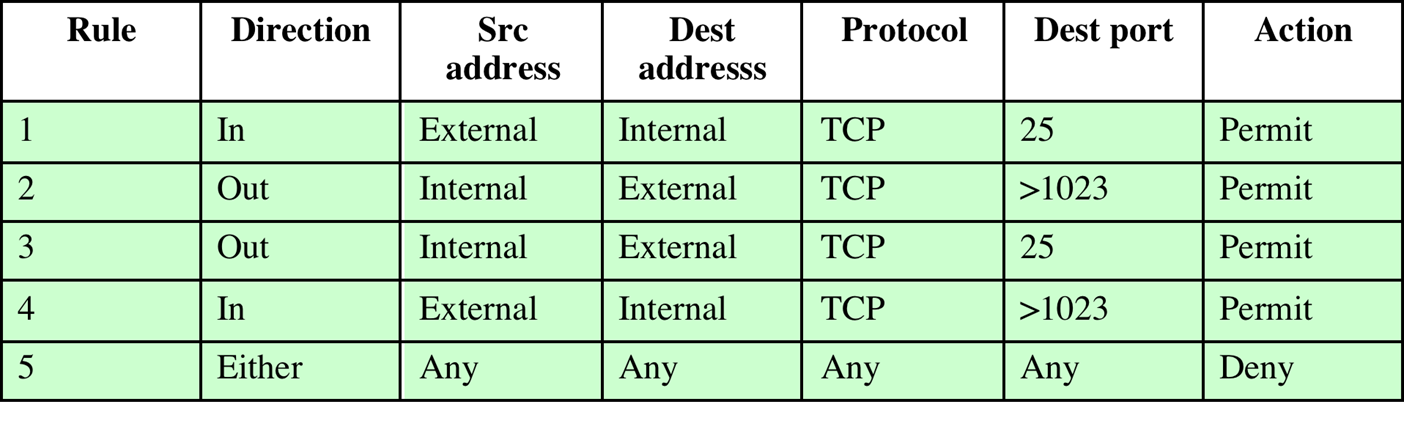 Rule Direction Src address Dest addresss Protocol Dest port Action
1 In External Internal TCP 25 Permit
2 Out Internal External TCP >1023 Permit
3 Out Internal External TCP 25 Permit
4 In External Internal TCP >1023 Permit
5 Either Any Any Any Any Deny